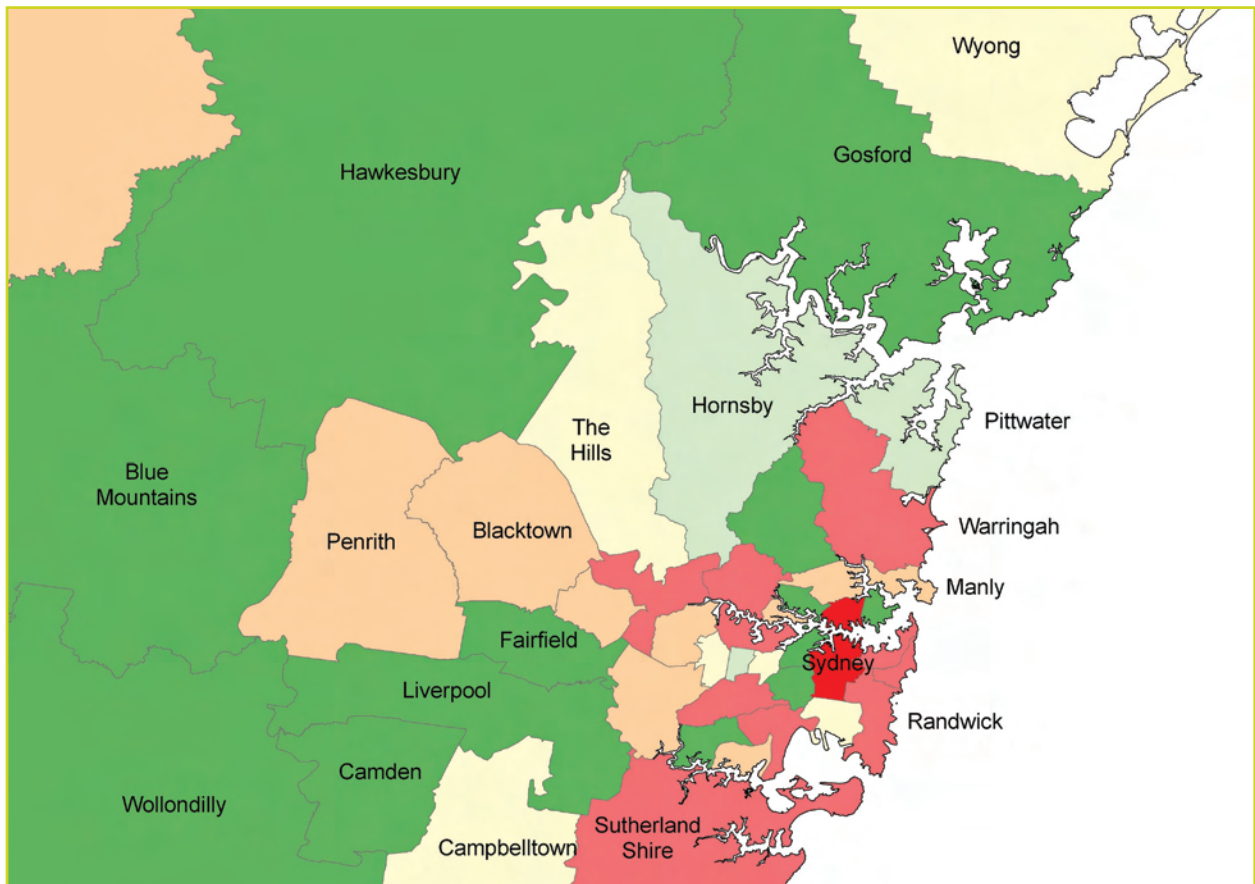 Wyong
Gosford
Hawkesbury
Hornsby
Pittwater
The
Hills
Blue
Mountains
Warringah
Blacktown
Penrith
Manly
Fairfield
Sydney
Liverpool
Randwick
Camden
Wollondilly
Sutherland
Shire
Campbelltown